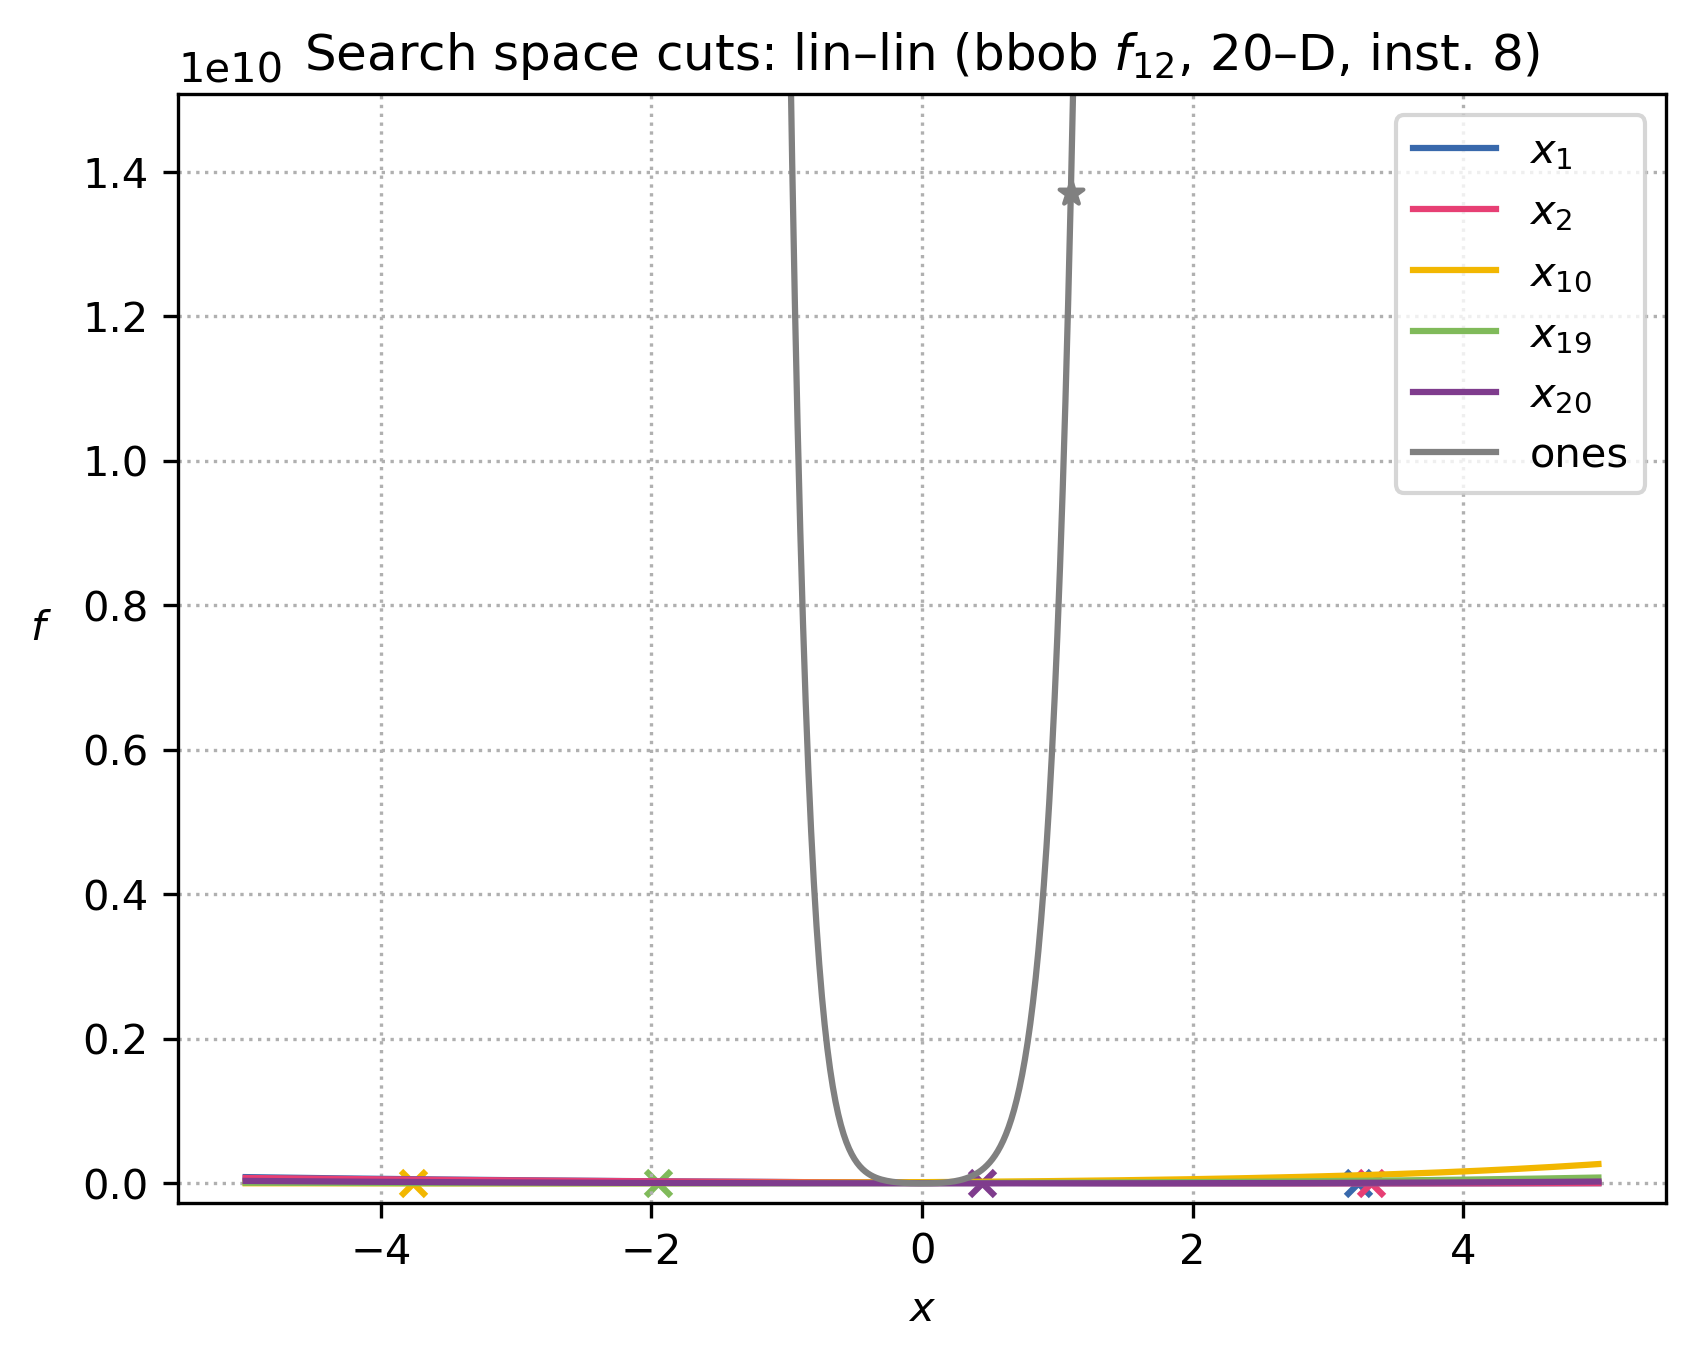 Search space cuts: lin–lin (bbob f₁₂, 20–D, inst. 8)
1e10
1.4
1.2
1.0
0.8
0.6
0.4
0.2
0.0
f
−4
−2
0
2
4
x
x₁
x₂
x₁₀
x₁₉
x₂₀
ones